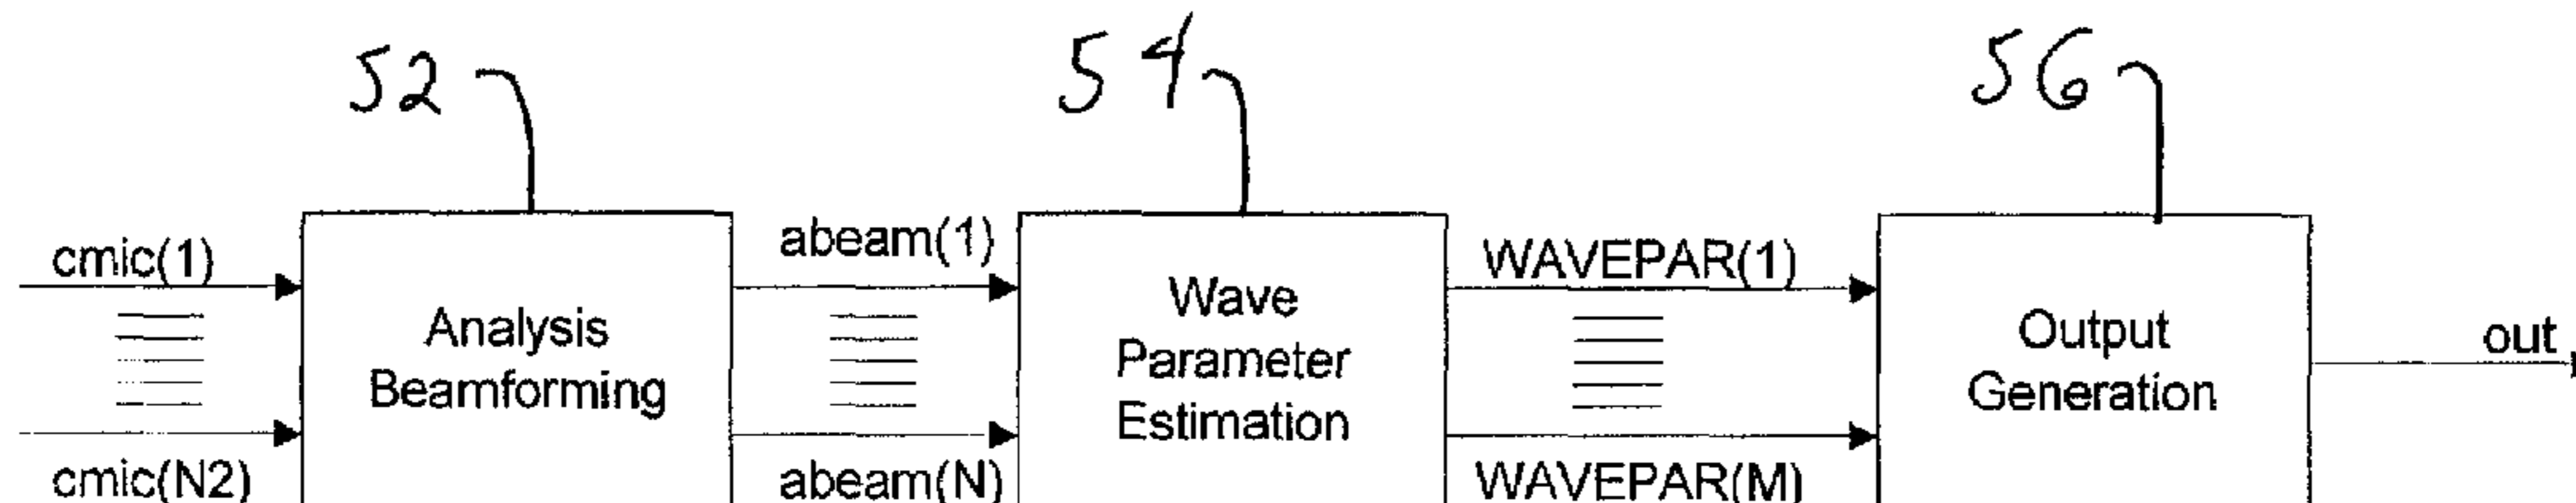 52
54
56
cmic(1)
abeam(1)
WAVEPAR(1)
Analysis
Beamforming
Wave
Parameter
Estimation
Output
Generation
out
cmic(N2)
abeam(N)
WAVEPAR(M)